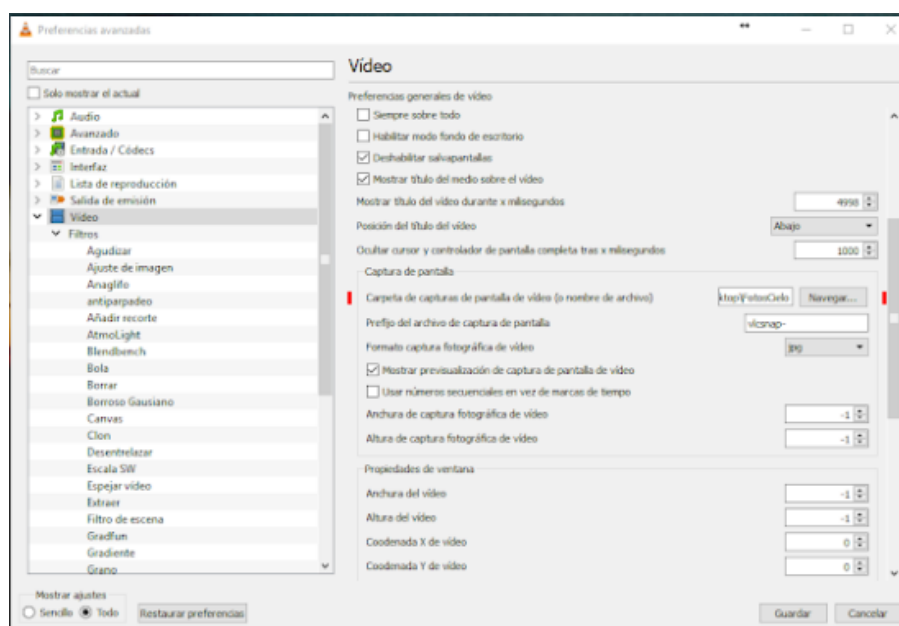 Preferencias avanzadas
Buscar
Solo mostrar el actual
Audio
Avanzado
Entrada / Códecs
Interfaz
Lista de reproducción
Salida de emisión
Vídeo
Filtros
Agudizar
Ajuste de imagen
Anaglifo
antiparpadeo
Añadir recorte
AtmoLight
Blendbench
Bola
Borrar
Borroso Gausiano
Canvas
Clon
Desentrelazar
Escala SW
Espejar vídeo
Extraer
Filtro de escena
Gradfun
Gradiente
Grano
Mostrar ajustes
Sencillo Todo Restaurar preferencias
Vídeo
Preferencias generales de vídeo
Siempre sobre todo
Habilitar modo fondo de escritorio
Deshabilitar salvapantallas
Mostrar título del medio sobre el vídeo
Mostrar título del vídeo durante x milisegundos 4998
Posición del título del vídeo Abajo
Ocultar cursor y controlador de pantalla completa tras x milisegundos 1000
Captura de pantalla
Carpeta de capturas de pantalla de vídeo (o nombre de archivo) ktop\FotosCielo Navegar...
Prefijo del archivo de captura de pantalla vlcsnap-
Formato captura fotográfica de vídeo jpg
Mostrar previsualización de captura de pantalla de vídeo
Usar números secuenciales en vez de marcas de tiempo
Anchura de captura fotográfica de vídeo -1
Altura de captura fotográfica de vídeo -1
Propiedades de ventana
Anchura del vídeo -1
Altura del vídeo -1
Coodenada X de vídeo 0
Coodenada Y de vídeo 0
Guardar Cancelar